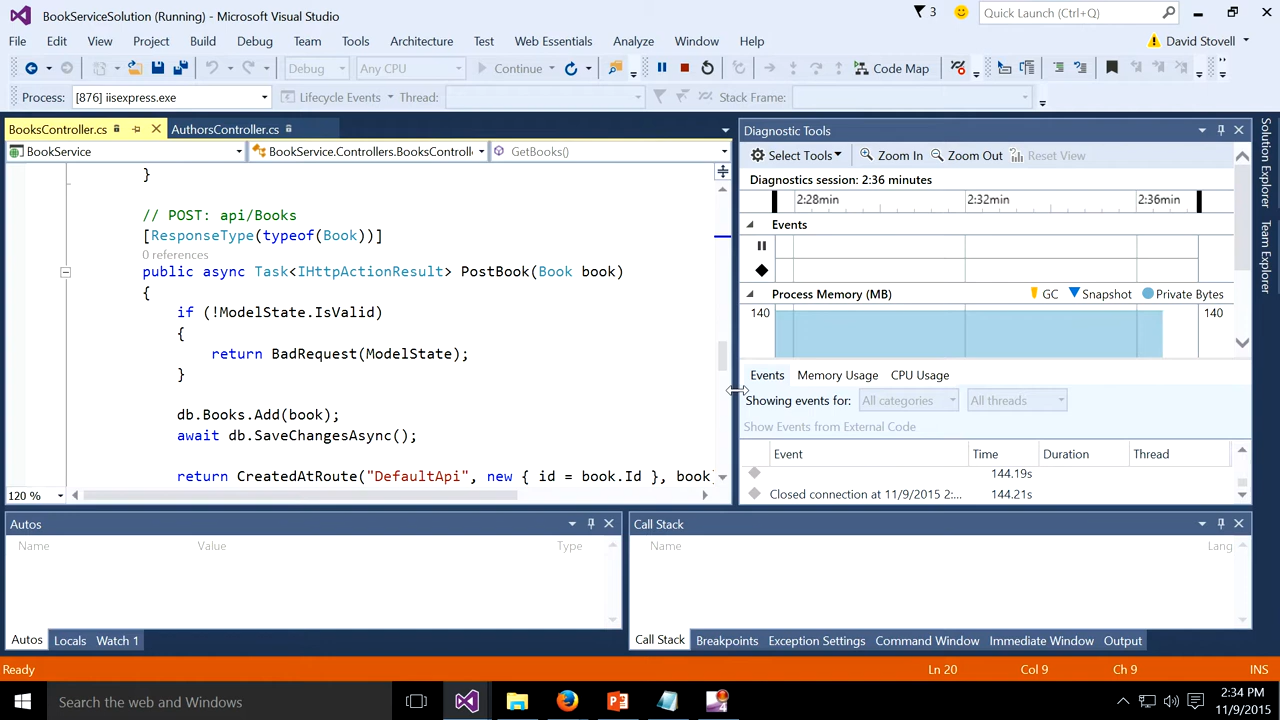 BookServiceSolution (Running) - Microsoft Visual Studio
3
Quick Launch (Ctrl+Q)
File Edit View Project Build Debug Team Tools Architecture Test Web Essentials Analyze Window Help
David Stovell
Debug Any CPU Continue Code Map
Process: [876] iisexpress.exe Lifecycle Events Thread: Stack Frame:
BooksController.cs AuthorsController.cs
BookService BookService.Controllers.BooksControll GetBooks()
}
// POST: api/Books
[ResponseType(typeof(Book))]
0 references
public async Task<IHttpActionResult> PostBook(Book book)
{
if (!ModelState.IsValid)
{
return BadRequest(ModelState);
}
db.Books.Add(book);
await db.SaveChangesAsync();
return CreatedAtRoute("DefaultApi", new { id = book.Id }, book)
120 %
Diagnostic Tools
Select Tools Zoom In Zoom Out Reset View
Diagnostics session: 2:36 minutes
2:28min 2:32min 2:36min
Events
Process Memory (MB) GC Snapshot Private Bytes
140 140
Events Memory Usage CPU Usage
Showing events for: All categories All threads
Show Events from External Code
Event Time Duration Thread
144.19s
Closed connection at 11/9/2015 2:... 144.21s
Solution Explorer
Team Explorer
Autos
Name Value Type
Autos Locals Watch 1
Call Stack
Name Lang
Call Stack Breakpoints Exception Settings Command Window Immediate Window Output
Ready Ln 20 Col 9 Ch 9 INS
Search the web and Windows
2:34 PM
11/9/2015